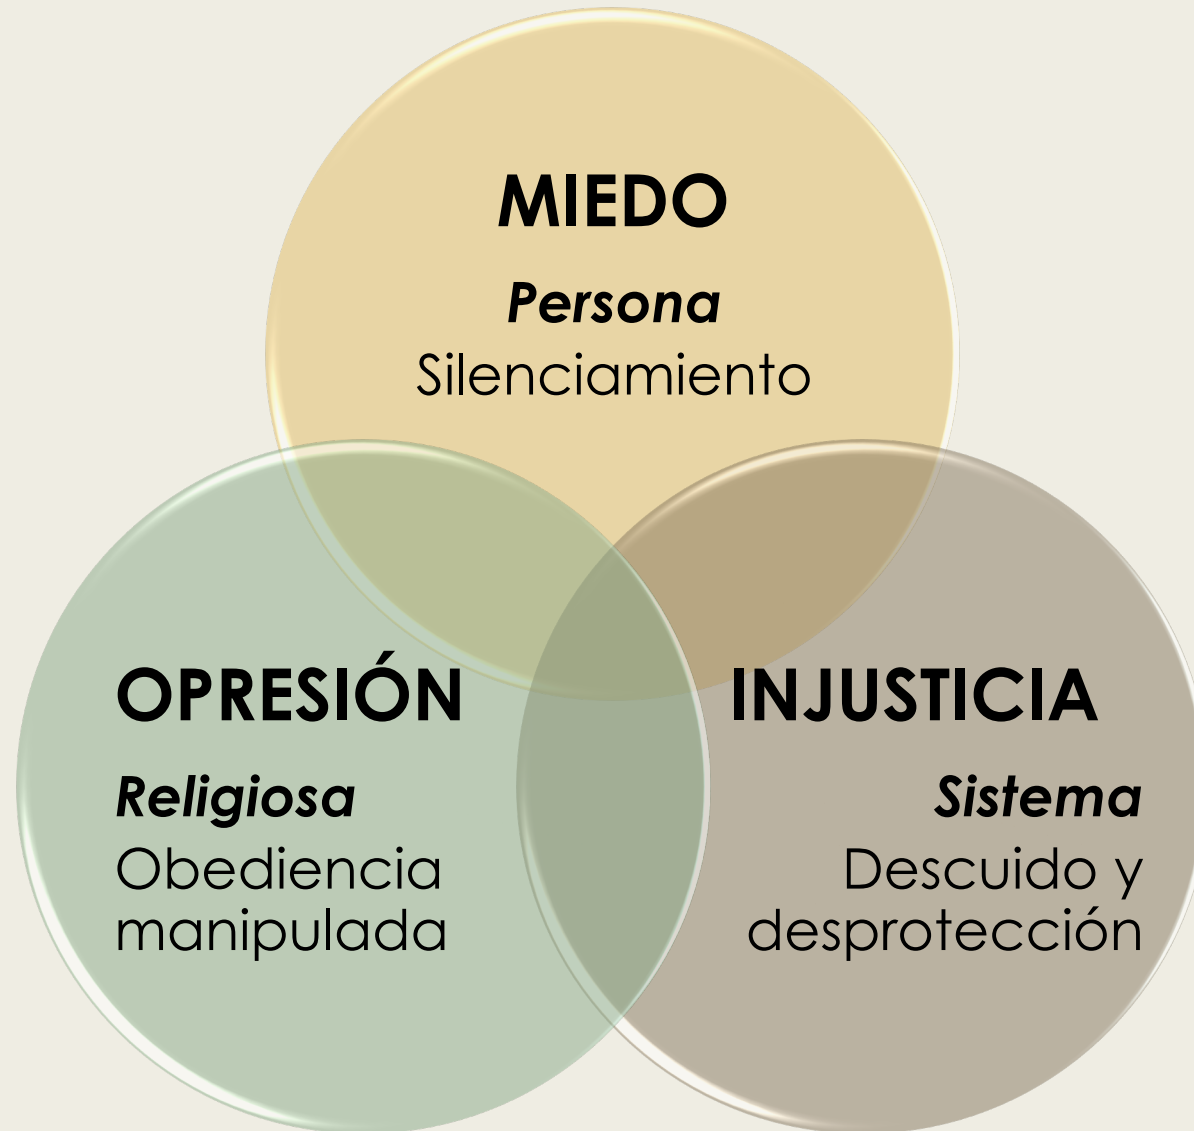 MIEDO
Persona
Silenciamiento
OPRESIÓN
Religiosa
Obediencia
manipulada
INJUSTICIA
Sistema
Descuido y
desprotección